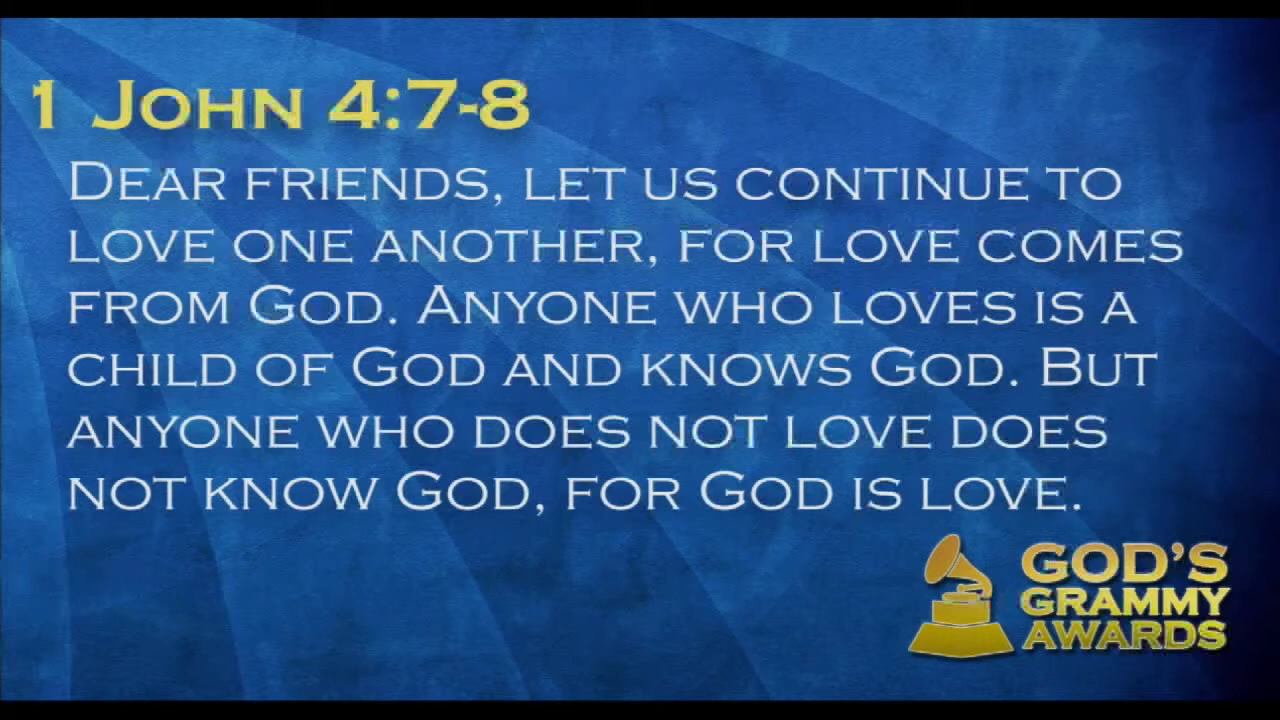 1 John 4:7-8
Dear friends, let us continue to
love one another, for love comes
from God. Anyone who loves is a
child of God and knows God. But
anyone who does not love does
not know God, for God is love.
GOD'S
GRAMMY
AWARDS